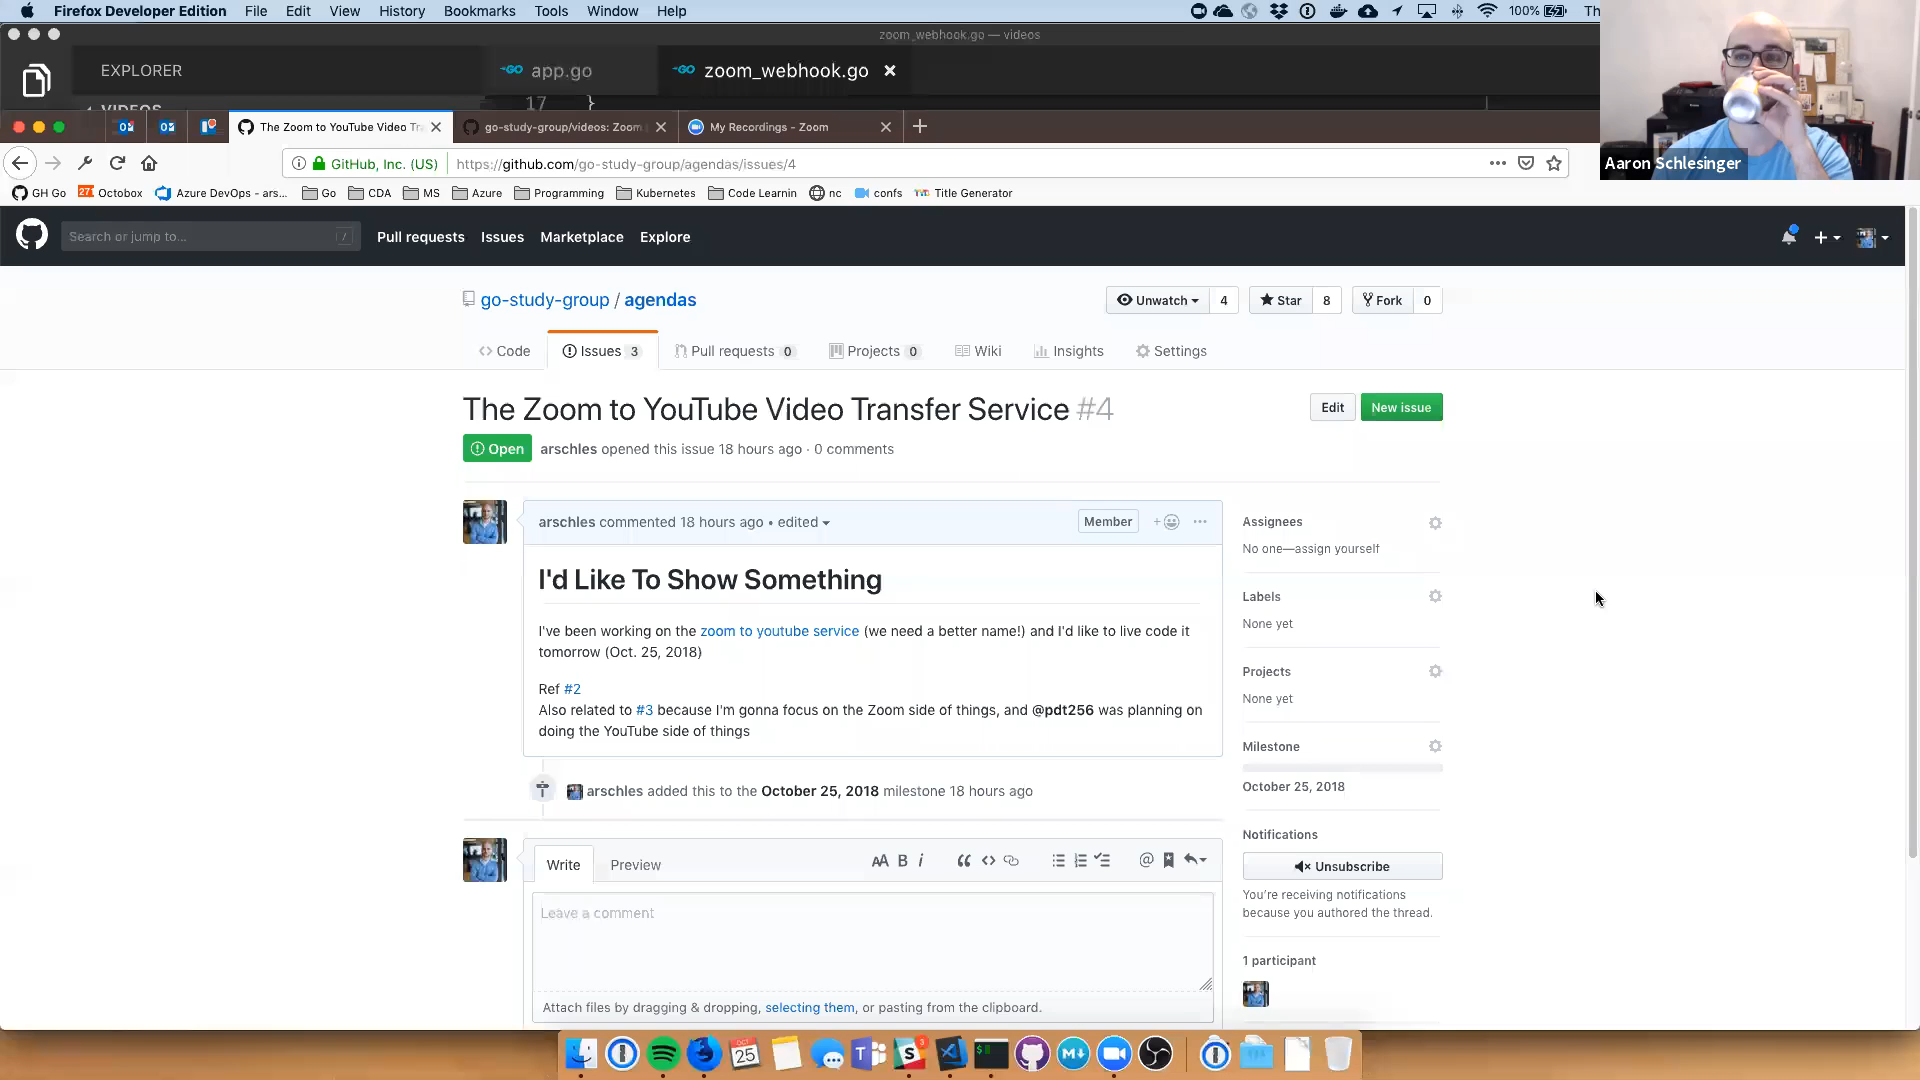 Firefox Developer Edition File Edit View History Bookmarks Tools Window Help 100% Th
zoom_webhook.go — videos
EXPLORER app.go zoom_webhook.go
VIDEOS 17 }
The Zoom to YouTube Video Tr go-study-group/videos: Zoom My Recordings - Zoom
GitHub, Inc. (US) https://github.com/go-study-group/agendas/issues/4
Aaron Schlesinger
GH Go 271 Octobox Azure DevOps - ars... Go CDA MS Azure Programming Kubernetes Code Learnin nc confs Title Generator
Search or jump to... / Pull requests Issues Marketplace Explore
go-study-group / agendas Unwatch 4 Star 8 Fork 0
Code Issues 3 Pull requests 0 Projects 0 Wiki Insights Settings
The Zoom to YouTube Video Transfer Service #4 Edit New issue
Open arschles opened this issue 18 hours ago · 0 comments
arschles commented 18 hours ago • edited Member
Assignees
No one—assign yourself
I'd Like To Show Something
Labels
None yet
I've been working on the zoom to youtube service (we need a better name!) and I'd like to live code it
tomorrow (Oct. 25, 2018)
Projects
None yet
Ref #2
Also related to #3 because I'm gonna focus on the Zoom side of things, and @pdt256 was planning on
doing the YouTube side of things
Milestone
October 25, 2018
arschles added this to the October 25, 2018 milestone 18 hours ago
Notifications
Unsubscribe
You're receiving notifications
because you authored the thread.
Write Preview AA B i
Leave a comment
1 participant
Attach files by dragging & dropping, selecting them, or pasting from the clipboard.
OCT
25
3
M